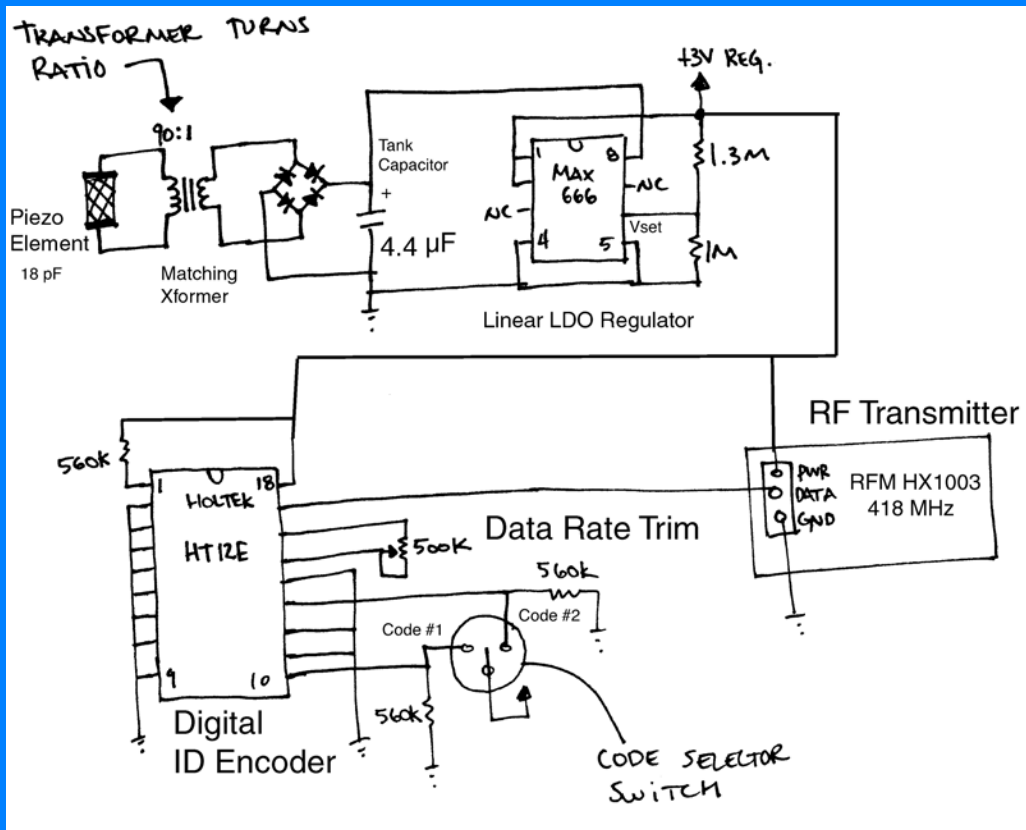 TRANSFORMER TURNS
RATIO
90:1
Piezo
Element
18 pF
Matching
Xformer
Tank
Capacitor
+
4.4 µF
+3V REG.
1 8
MAX
666
NC
NC
4 5
Vset
1.3M
1M
Linear LDO Regulator
560K
1 18
HOLTEK
HT12E
9 10
Digital
ID Encoder
Data Rate Trim
500K
560K
Code #1
Code #2
560K
CODE SELECTOR
SWITCH
RF Transmitter
PWR
DATA
GND
RFM HX1003
418 MHz